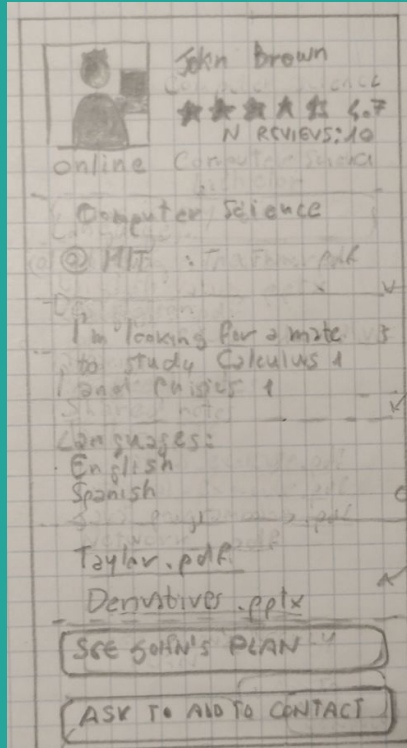 John Brown
4.7
N REVIEWS:10
online
Computer Science
@ MIT
I'm looking for a mate
to study Calculus 1
and Phisics 1
Languages:
· English
Spanish
Taylor.pdf
Derivatives.pptx
SEE JOHN'S PLAN
ASK TO ADD TO CONTACT